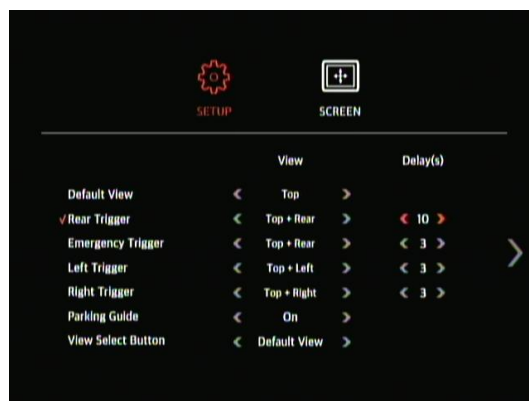 SETUP SCREEN
View Delay(s)
Default View < Top >
✓Rear Trigger < Top + Rear > < 10 >
Emergency Trigger < Top + Rear > < 3 >
Left Trigger < Top + Left > < 3 >
Right Trigger < Top + Right > < 3 >
Parking Guide < On >
View Select Button < Default View >